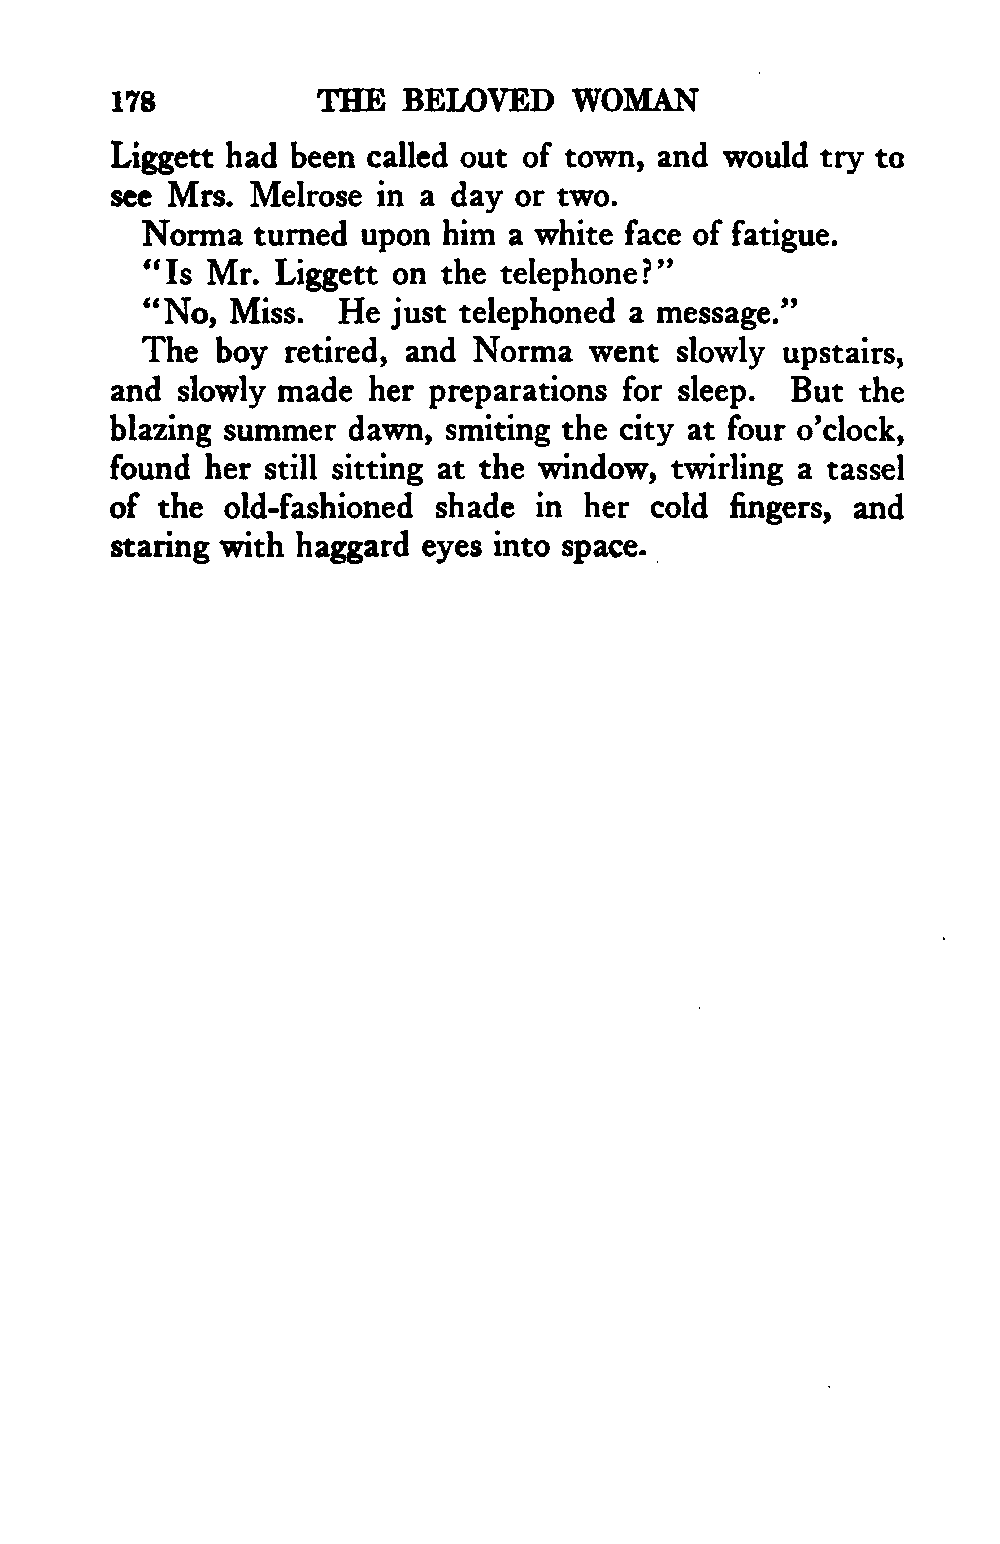 178 THE BELOVED WOMAN
Liggett had been called out of town, and would try to
see Mrs. Melrose in a day or two.
Norma turned upon him a white face of fatigue.
"Is Mr. Liggett on the telephone?"
"No, Miss. He just telephoned a message."
The boy retired, and Norma went slowly upstairs,
and slowly made her preparations for sleep. But the
blazing summer dawn, smiting the city at four o'clock,
found her still sitting at the window, twirling a tassel
of the old-fashioned shade in her cold fingers, and
staring with haggard eyes into space.